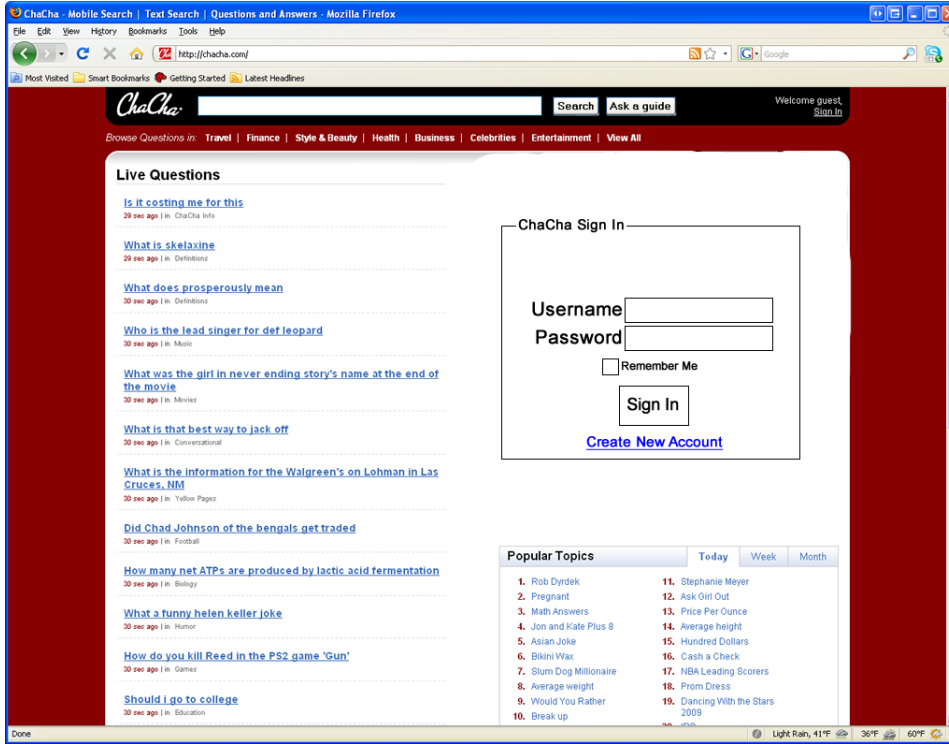 ChaCha - Mobile Search | Text Search | Questions and Answers - Mozilla Firefox
File Edit View History Bookmarks Tools Help
http://chacha.com/
Google
Most Visited Smart Bookmarks Getting Started Latest Headlines
ChaCha Search Ask a guide Welcome guest,
Sign In
Browse Questions in: Travel | Finance | Style & Beauty | Health | Business | Celebrities | Entertainment | View All
Live Questions
Is it costing me for this
29 sec ago | in ChaCha Info
What is skelaxine
29 sec ago | in Definitions
What does prosperously mean
30 sec ago | in Definitions
Who is the lead singer for def leopard
30 sec ago | in Music
What was the girl in never ending story's name at the end of
the movie
30 sec ago | in Movies
What is that best way to jack off
30 sec ago | in Conversational
What is the information for the Walgreen's on Lohman in Las
Cruces, NM
30 sec ago | in Yellow Pages
Did Chad Johnson of the bengals get traded
30 sec ago | in Football
How many net ATPs are produced by lactic acid fermentation
30 sec ago | in Biology
What a funny helen keller joke
30 sec ago | in Humor
How do you kill Reed in the PS2 game 'Gun'
30 sec ago | in Games
Should i go to college
30 sec ago | in Education
ChaCha Sign In
Username
Password
Remember Me
Sign In
Create New Account
Popular Topics Today Week Month
1. Rob Dyrdek
2. Pregnant
3. Math Answers
4. Jon and Kate Plus 8
5. Asian Joke
6. Bikini Wax
7. Slum Dog Millionaire
8. Average weight
9. Would You Rather
10. Break up
11. Stephanie Meyer
12. Ask Girl Out
13. Price Per Ounce
14. Average height
15. Hundred Dollars
16. Cash a Check
17. NBA Leading Scorers
18. Prom Dress
19. Dancing With the Stars
2009
Done Light Rain, 41°F 36°F 60°F